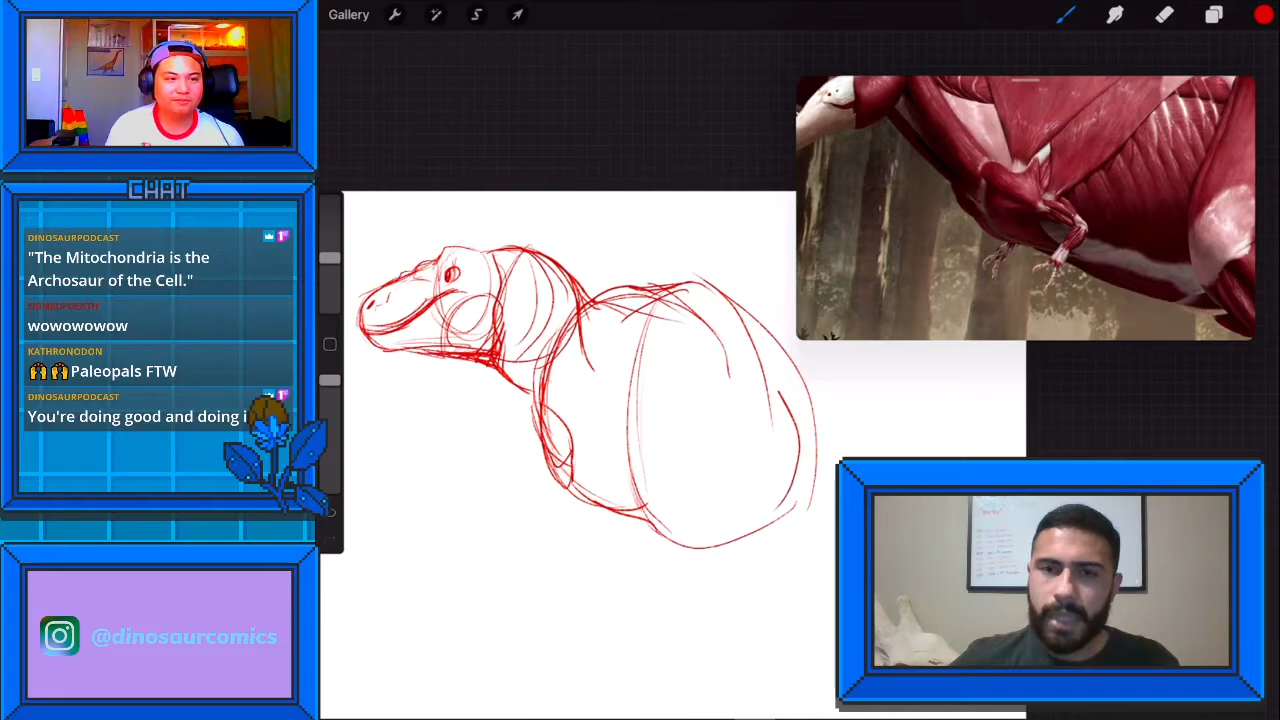 Gallery
CHAT
DINOSAURPODCAST
"The Mitochondria is the
Archosaur of the Cell."
wowowowow
KATHRONODON
🙌🙌Paleopals FTW
DINOSAURPODCAST
You're doing good and doing i
@dinosaurcomics